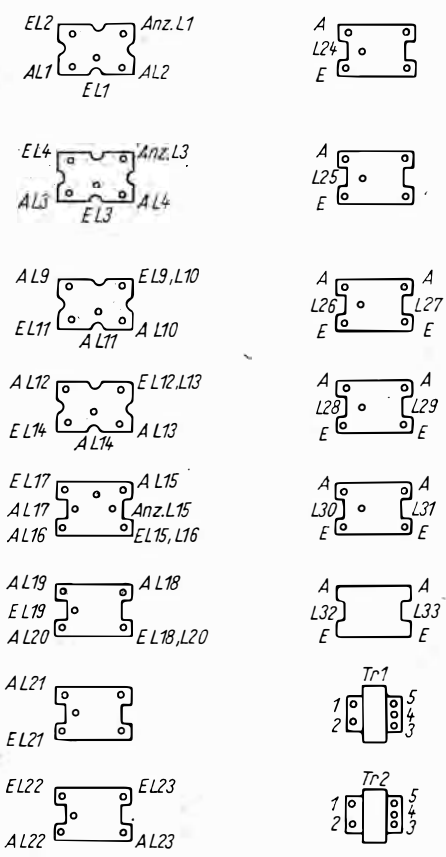 EL2 Anz.L1
AL1 AL2
EL1
EL4 Anz.L3
AL3 AL4
EL3
AL9 EL9,L10
EL11 AL10
AL11
AL12 EL12,L13
EL14 AL13
AL14
EL17 AL15
AL17 Anz.L15
AL16 EL15,L16
AL19 AL18
EL19
AL20 EL18,L20
AL21
EL21
EL22 EL23
AL22 AL23
A
L24
E
A
L25
E
A A
L26 L27
E E
A A
L28 L29
E E
A A
L30 L31
E E
A A
L32 L33
E E
Tr1
1 5
4
2 3
Tr2
1 5
4
2 3